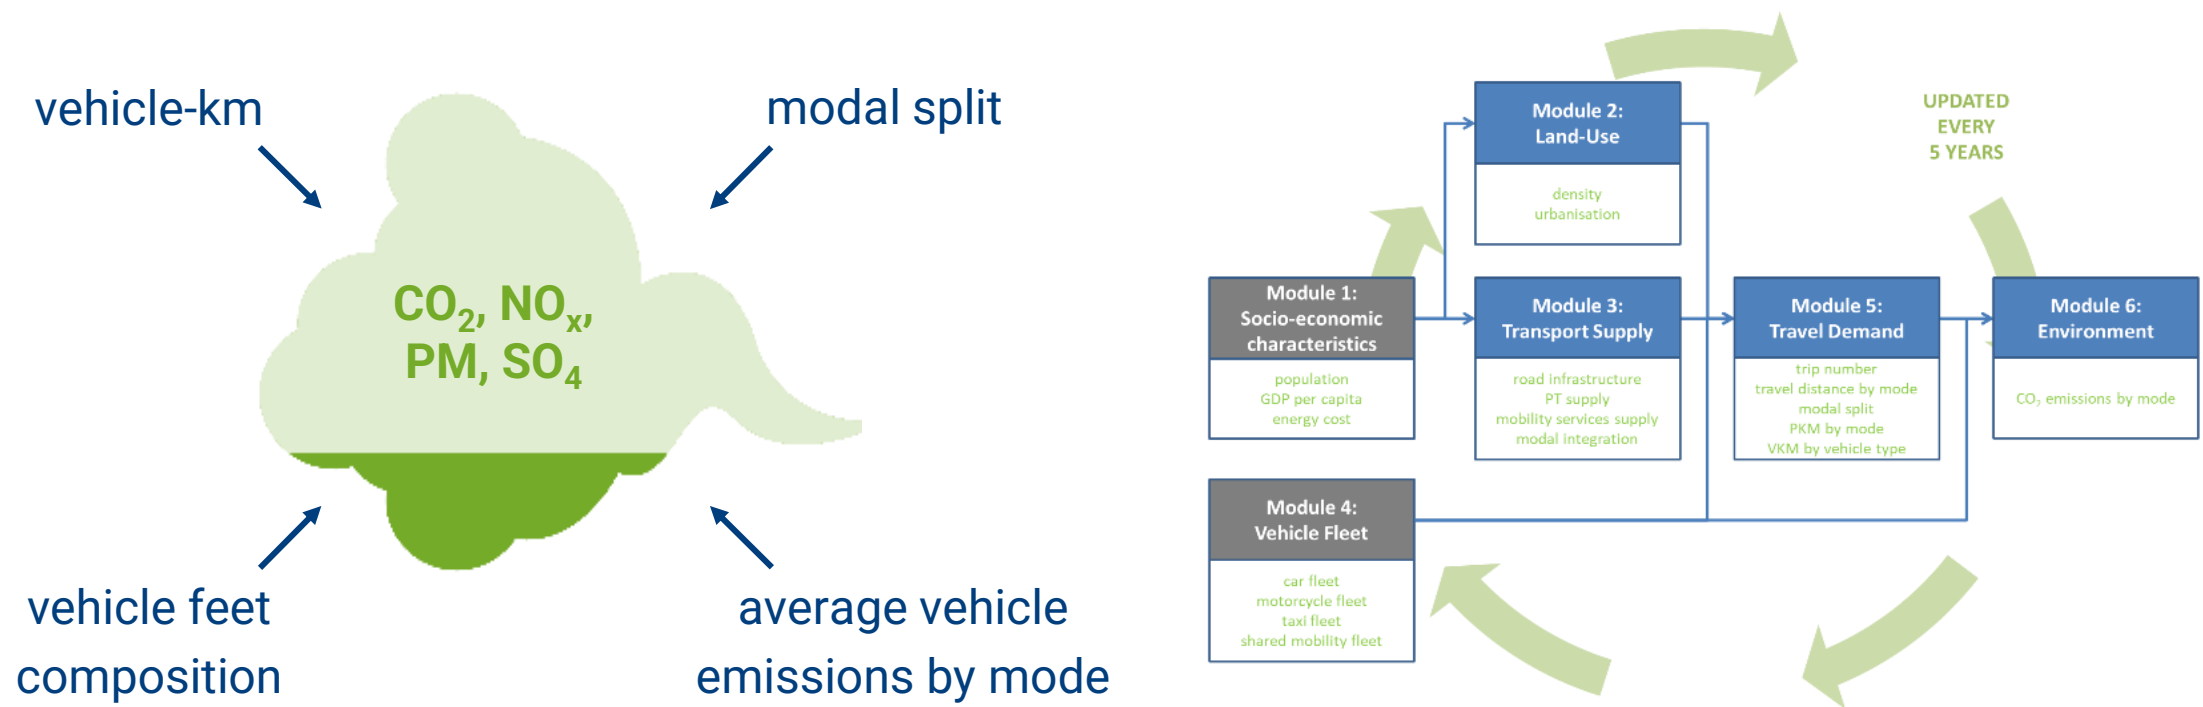 vehicle-km
modal split
CO₂, NOₓ,
PM, SO₄
vehicle feet
composition
average vehicle
emissions by mode
UPDATED
EVERY
5 YEARS
Module 1:
Socio-economic
characteristics
population
GDP per capita
energy cost
Module 2:
Land-Use
density
urbanisation
Module 3:
Transport Supply
road infrastructure
PT supply
mobility services supply
modal integration
Module 4:
Vehicle Fleet
car fleet
motorcycle fleet
taxi fleet
shared mobility fleet
Module 5:
Travel Demand
trip number
travel distance by mode
modal split
PKM by mode
VKM by vehicle type
Module 6:
Environment
CO₂ emissions by mode